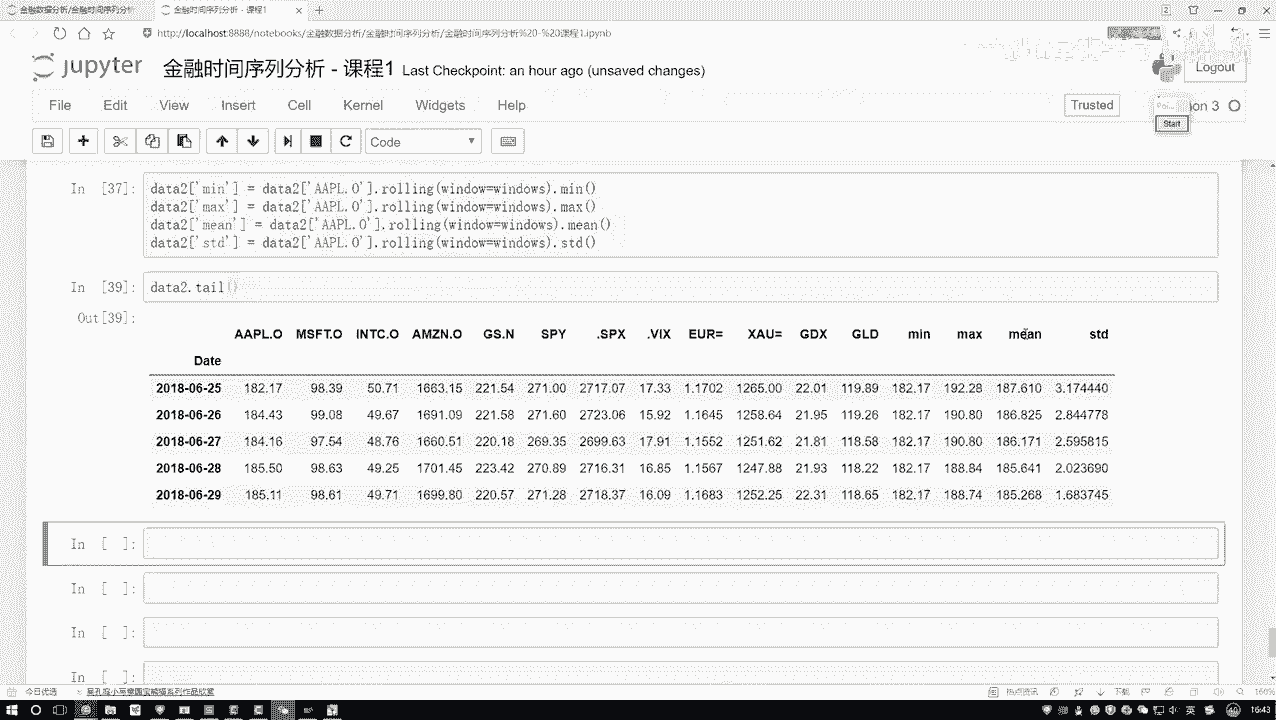 金融数据分析/金融时间序列分析
金融时间序列分析 - 课程1
http://localhost:8888/notebooks/金融数据分析/金融时间序列分析/金融时间序列分析%20-%20课程1.ipynb
jupyter 金融时间序列分析 - 课程1 Last Checkpoint: an hour ago (unsaved changes)
Logout
File Edit View Insert Cell Kernel Widgets Help
Trusted
on 3
Start
Code
In [37]:
data2['min'] = data2['AAPL.O'].rolling(window=windows).min()
data2['max'] = data2['AAPL.O'].rolling(window=windows).max()
data2['mean'] = data2['AAPL.O'].rolling(window=windows).mean()
data2['std'] = data2['AAPL.O'].rolling(window=windows).std()
In [39]: data2.tail()
Out[39]:
AAPL.O MSFT.O INTC.O AMZN.O GS.N SPY .SPX .VIX EUR= XAU= GDX GLD min max mean std
Date
2018-06-25 182.17 98.39 50.71 1663.15 221.54 271.00 2717.07 17.33 1.1702 1265.00 22.01 119.89 182.17 192.28 187.610 3.174440
2018-06-26 184.43 99.08 49.67 1691.09 221.58 271.60 2723.06 15.92 1.1645 1258.64 21.95 119.26 182.17 190.80 186.825 2.844778
2018-06-27 184.16 97.54 48.76 1660.51 220.18 269.35 2699.63 17.91 1.1552 1251.62 21.81 118.58 182.17 190.80 186.171 2.595815
2018-06-28 185.50 98.63 49.25 1701.45 223.42 270.89 2716.31 16.85 1.1567 1247.88 21.93 118.22 182.17 188.84 185.641 2.023690
2018-06-29 185.11 98.61 49.71 1699.80 220.57 271.28 2718.37 16.09 1.1683 1252.25 22.31 118.65 182.17 188.74 185.268 1.683745
In [ ]:
In [ ]:
In [ ]:
In [ ]:
今日优选
热点资讯
下载
160%
英
16:43